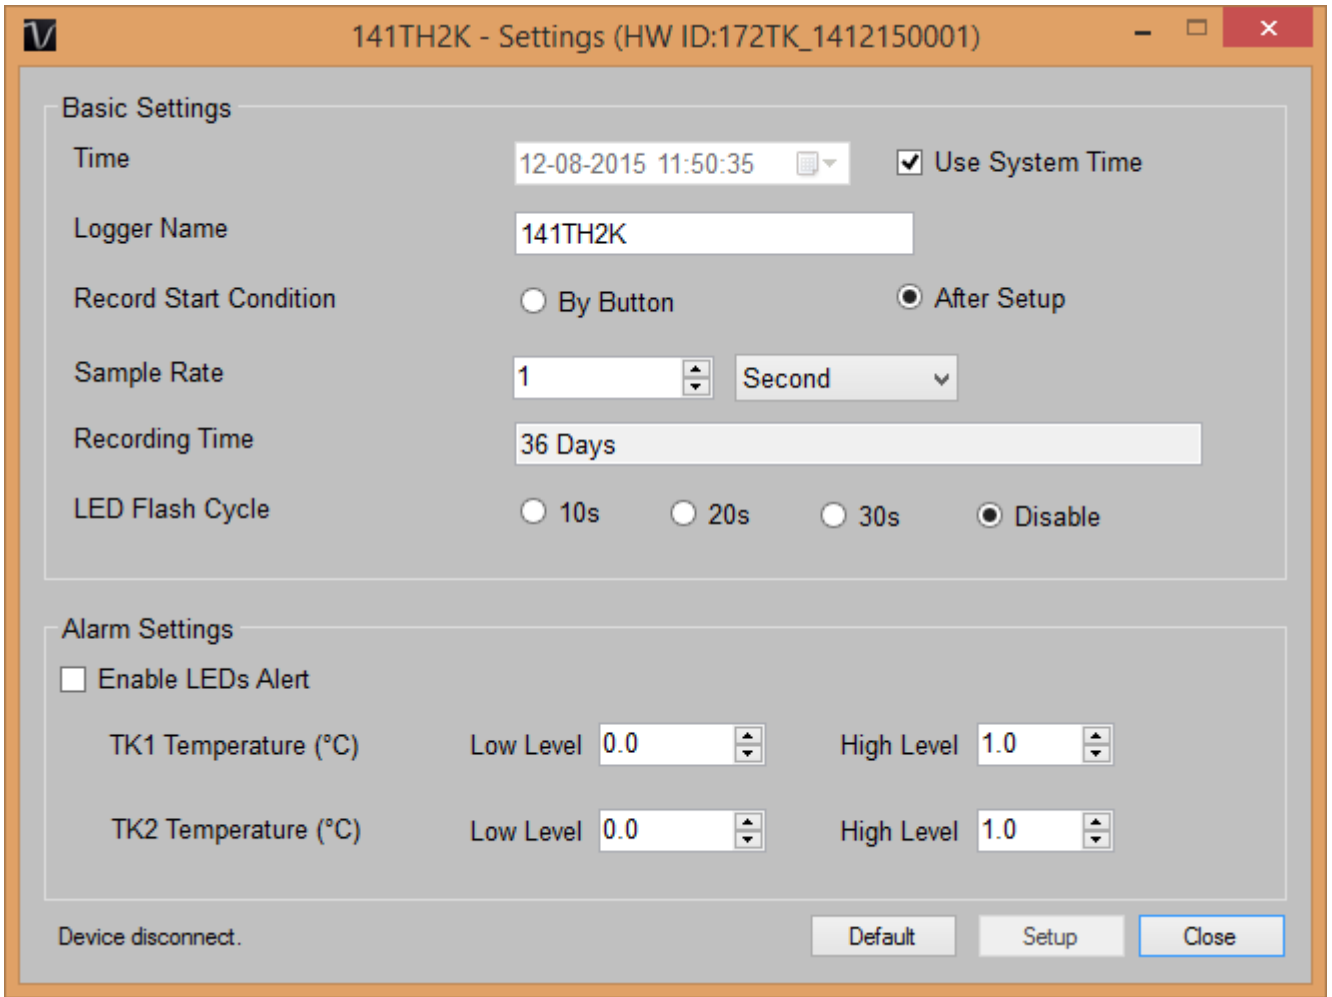 141TH2K - Settings (HW ID:172TK_1412150001)
Basic Settings
Time 12-08-2015 11:50:35 Use System Time
Logger Name 141TH2K
Record Start Condition By Button After Setup
Sample Rate 1 Second
Recording Time 36 Days
LED Flash Cycle 10s 20s 30s Disable
Alarm Settings
Enable LEDs Alert
TK1 Temperature (°C) Low Level 0.0 High Level 1.0
TK2 Temperature (°C) Low Level 0.0 High Level 1.0
Device disconnect. Default Setup Close